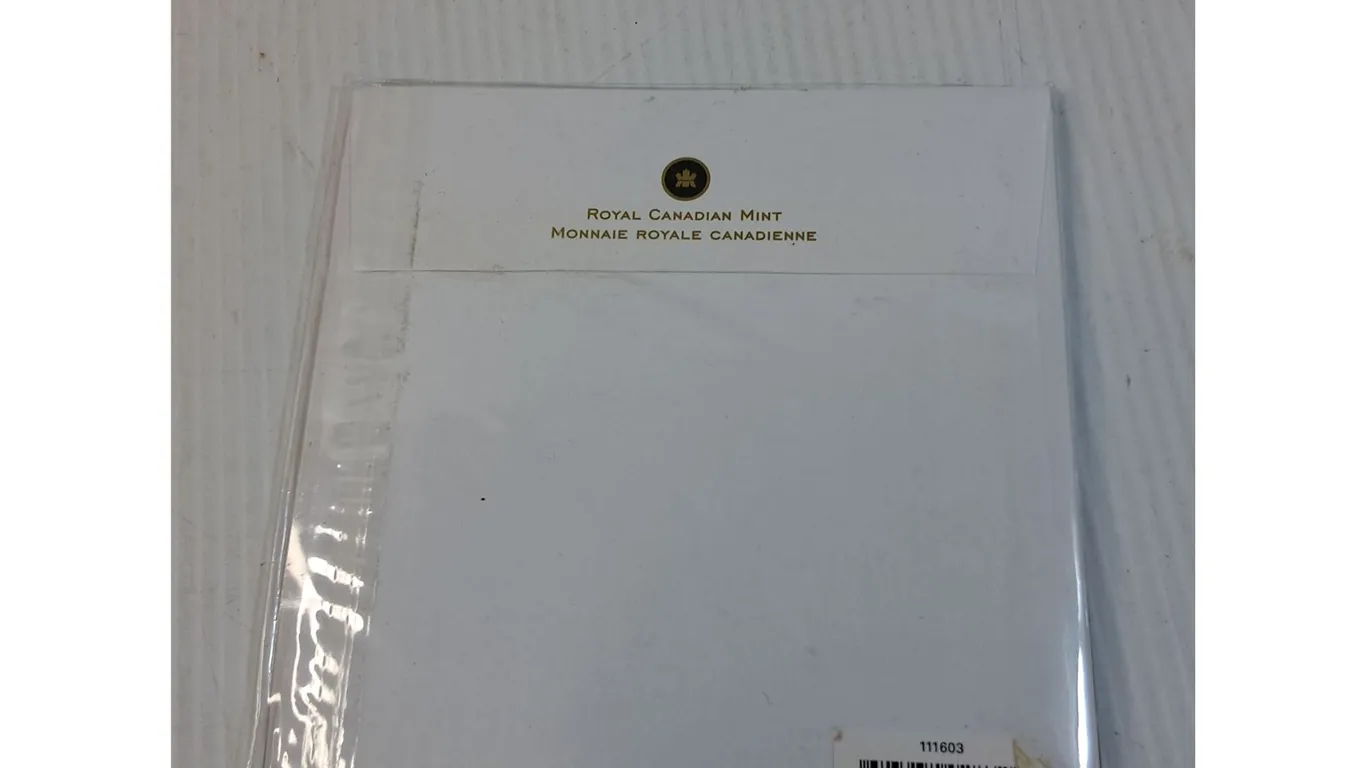 ROYAL CANADIAN MINT
MONNAIE ROYALE CANADIENNE
111603